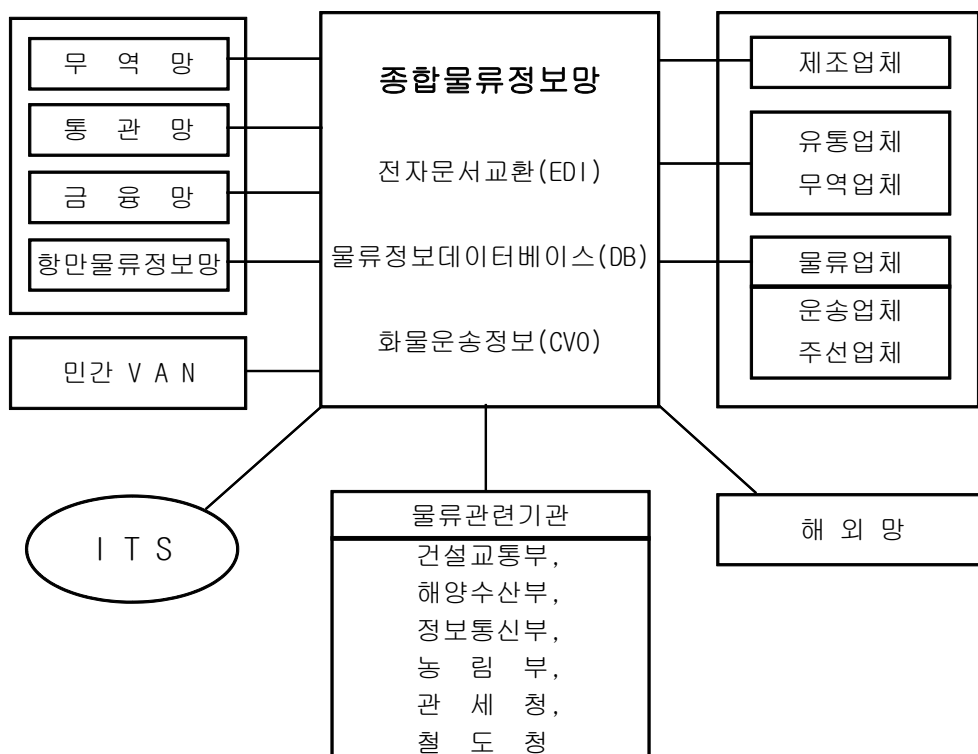 무 역 망
통 관 망
금 융 망
항만물류정보망
민간 V A N
종합물류정보망
전자문서교환(EDI)
물류정보데이터베이스(DB)
화물운송정보(CVO)
제조업체
유통업체
무역업체
물류업체
운송업체
주선업체
I T S
물류관련기관
건설교통부,
해양수산부,
정보통신부,
농 림 부,
관 세 청,
철 도 청
해 외 망